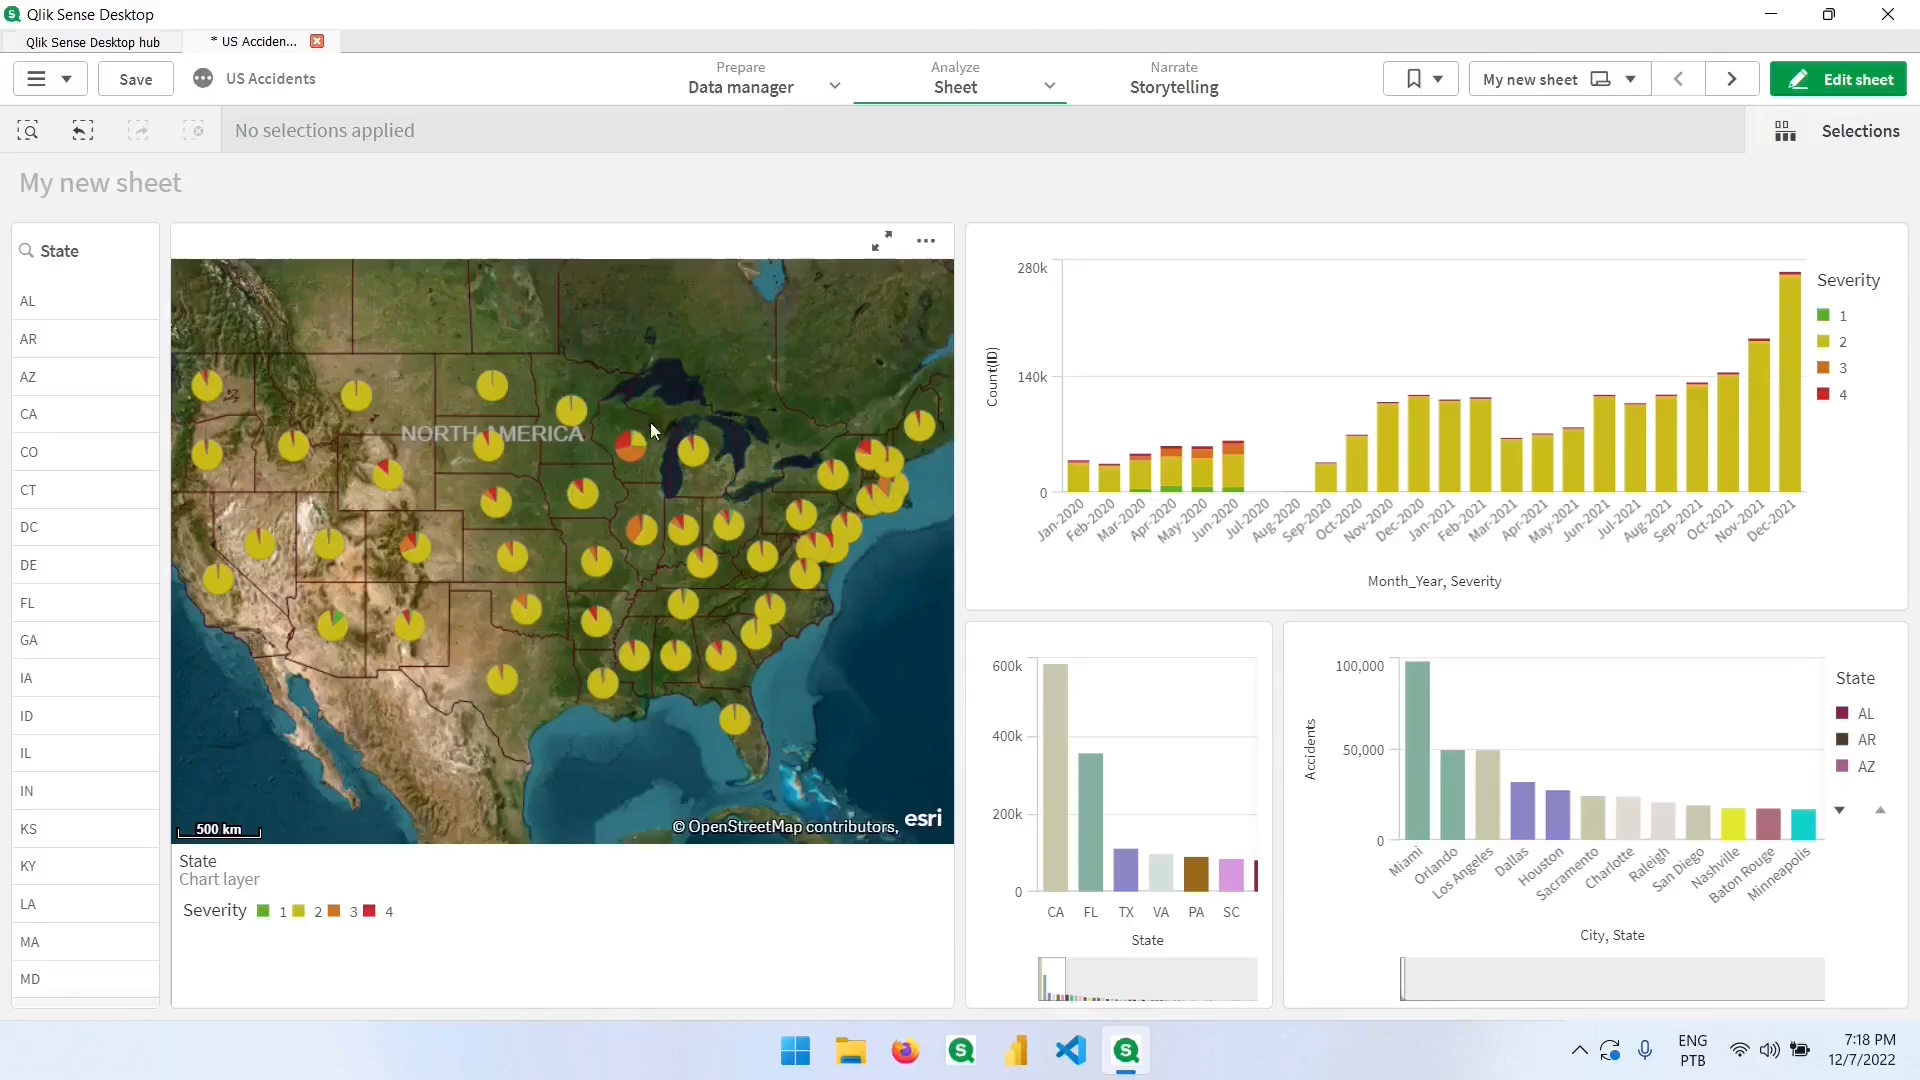 Qlik Sense Desktop
Qlik Sense Desktop hub
* US Acciden...
Save
US Accidents
Prepare
Data manager
Analyze
Sheet
Narrate
Storytelling
My new sheet
Edit sheet
No selections applied
Selections
My new sheet
State
AL
AR
AZ
CA
CO
CT
DC
DE
FL
GA
IA
ID
IL
IN
KS
KY
LA
MA
MD
NORTH AMERICA
500 km
© OpenStreetMap contributors,
esri
State
Chart layer
Severity 1 2 3 4
280k
140k
0
Count(ID)
Jan-2020
Feb-2020
Mar-2020
Apr-2020
May-2020
Jun-2020
Jul-2020
Aug-2020
Sep-2020
Oct-2020
Nov-2020
Dec-2020
Jan-2021
Feb-2021
Mar-2021
Apr-2021
May-2021
Jun-2021
Jul-2021
Aug-2021
Sep-2021
Oct-2021
Nov-2021
Dec-2021
Month_Year, Severity
Severity
1
2
3
4
600k
400k
200k
0
CA FL TX VA PA SC
State
100,000
50,000
0
Accidents
Miami
Orlando
Los Angeles
Dallas
Houston
Sacramento
Charlotte
Raleigh
San Diego
Nashville
Baton Rouge
Minneapolis
City, State
State
AL
AR
AZ
ENG
PTB
7:18 PM
12/7/2022